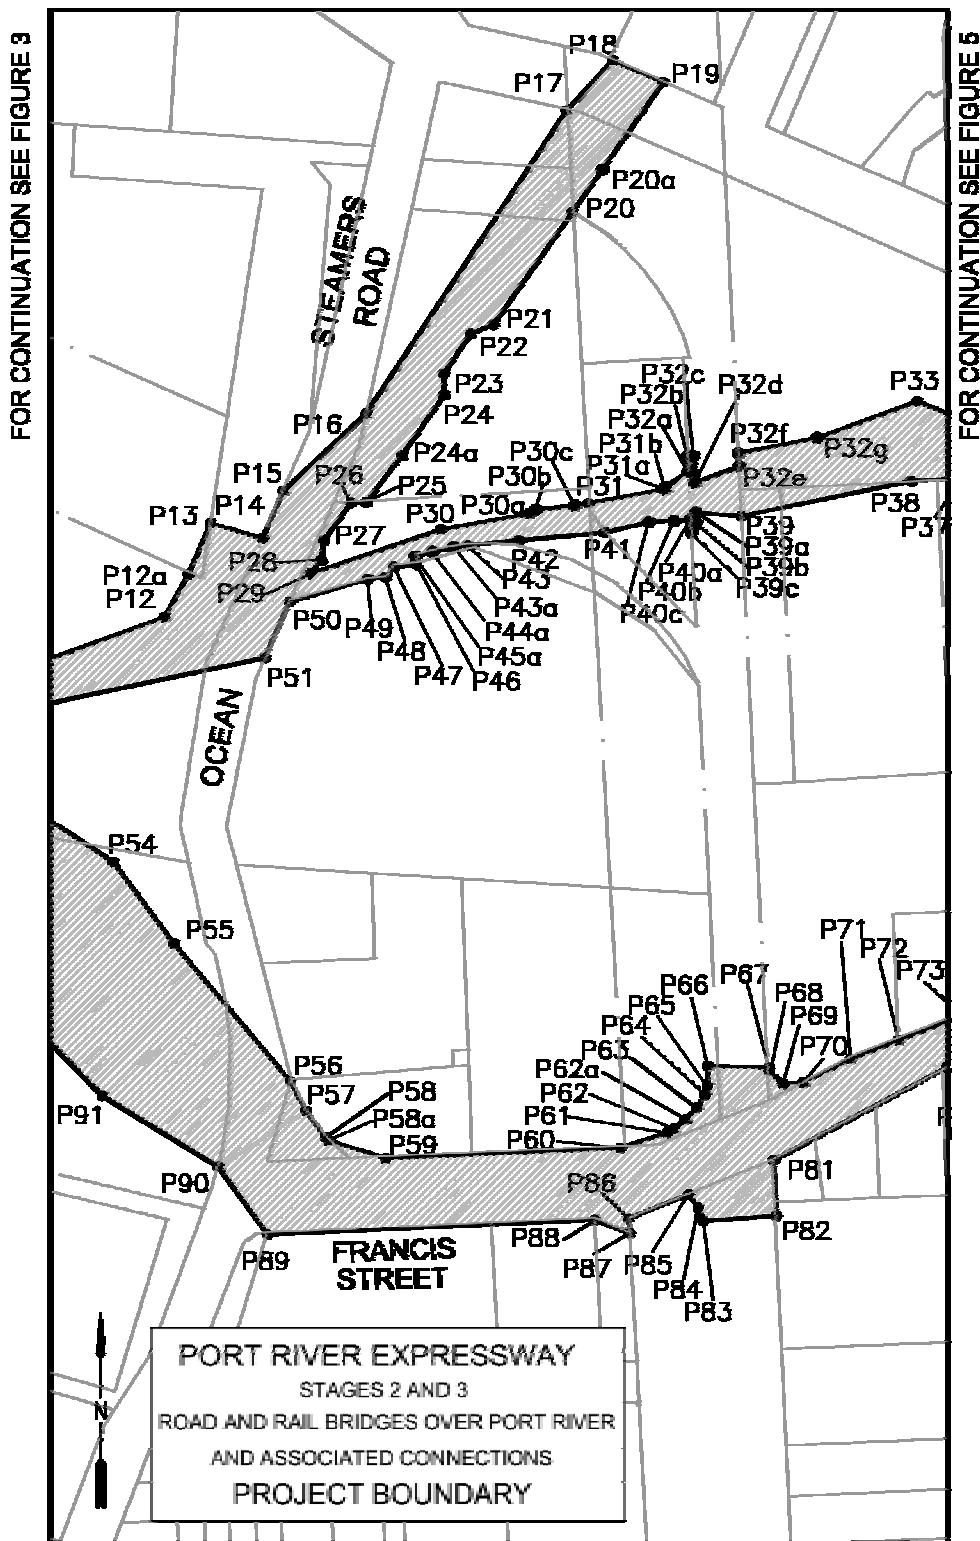 FOR CONTINUATION SEE FIGURE 3
FOR CONTINUATION SEE FIGURE 5
P18
P17
P19
P20a
P20
STEAMERS
ROAD
P21
P22
P23
P24
P16
P24a
P15
P26
P25
P13
P14
P27
P28
P12a
P12
P29
P30
P30a
P30b
P30c
P31
P31a
P31b
P32a
P32b
P32c
P32d
P32f
P32e
P32g
P33
P38
P37
P39
P39a
P39b
P39c
P40a
P40b
P40c
P41
P42
P43
P43a
P44a
P45a
P46
P47
P48
P49
P50
P51
OCEAN
P54
P55
P56
P57
P58
P58a
P59
P60
P61
P62
P62a
P63
P64
P65
P66
P67
P68
P69
P70
P71
P72
P73
P91
P90
P89
P88
P87
P86
P85
P84
P83
P82
P81
P
FRANCIS
STREET
N
PORT RIVER EXPRESSWAY
STAGES 2 AND 3
ROAD AND RAIL BRIDGES OVER PORT RIVER
AND ASSOCIATED CONNECTIONS
PROJECT BOUNDARY